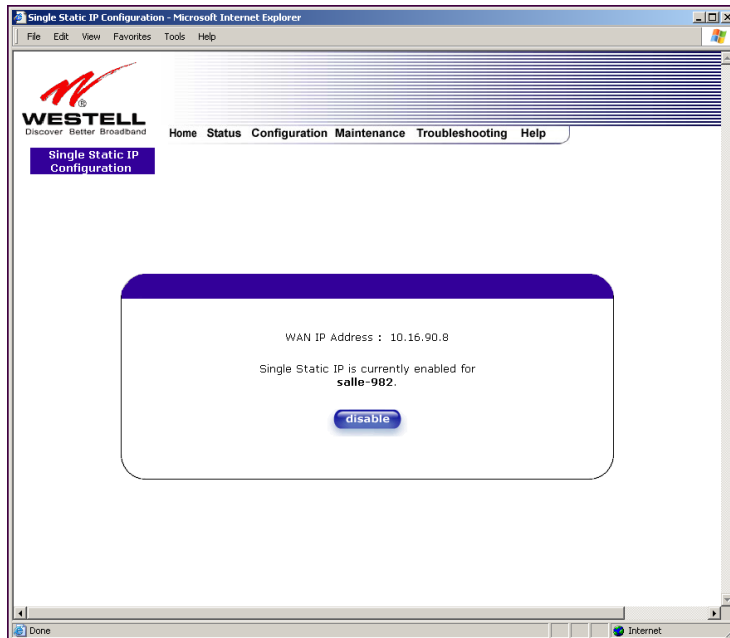 Single Static IP Configuration - Microsoft Internet Explorer
File Edit View Favorites Tools Help
®
WESTELL
Discover Better Broadband
Home Status Configuration Maintenance Troubleshooting Help
Single Static IP
Configuration
WAN IP Address : 10.16.90.8
Single Static IP is currently enabled for
salle-982.
disable
Done
Internet